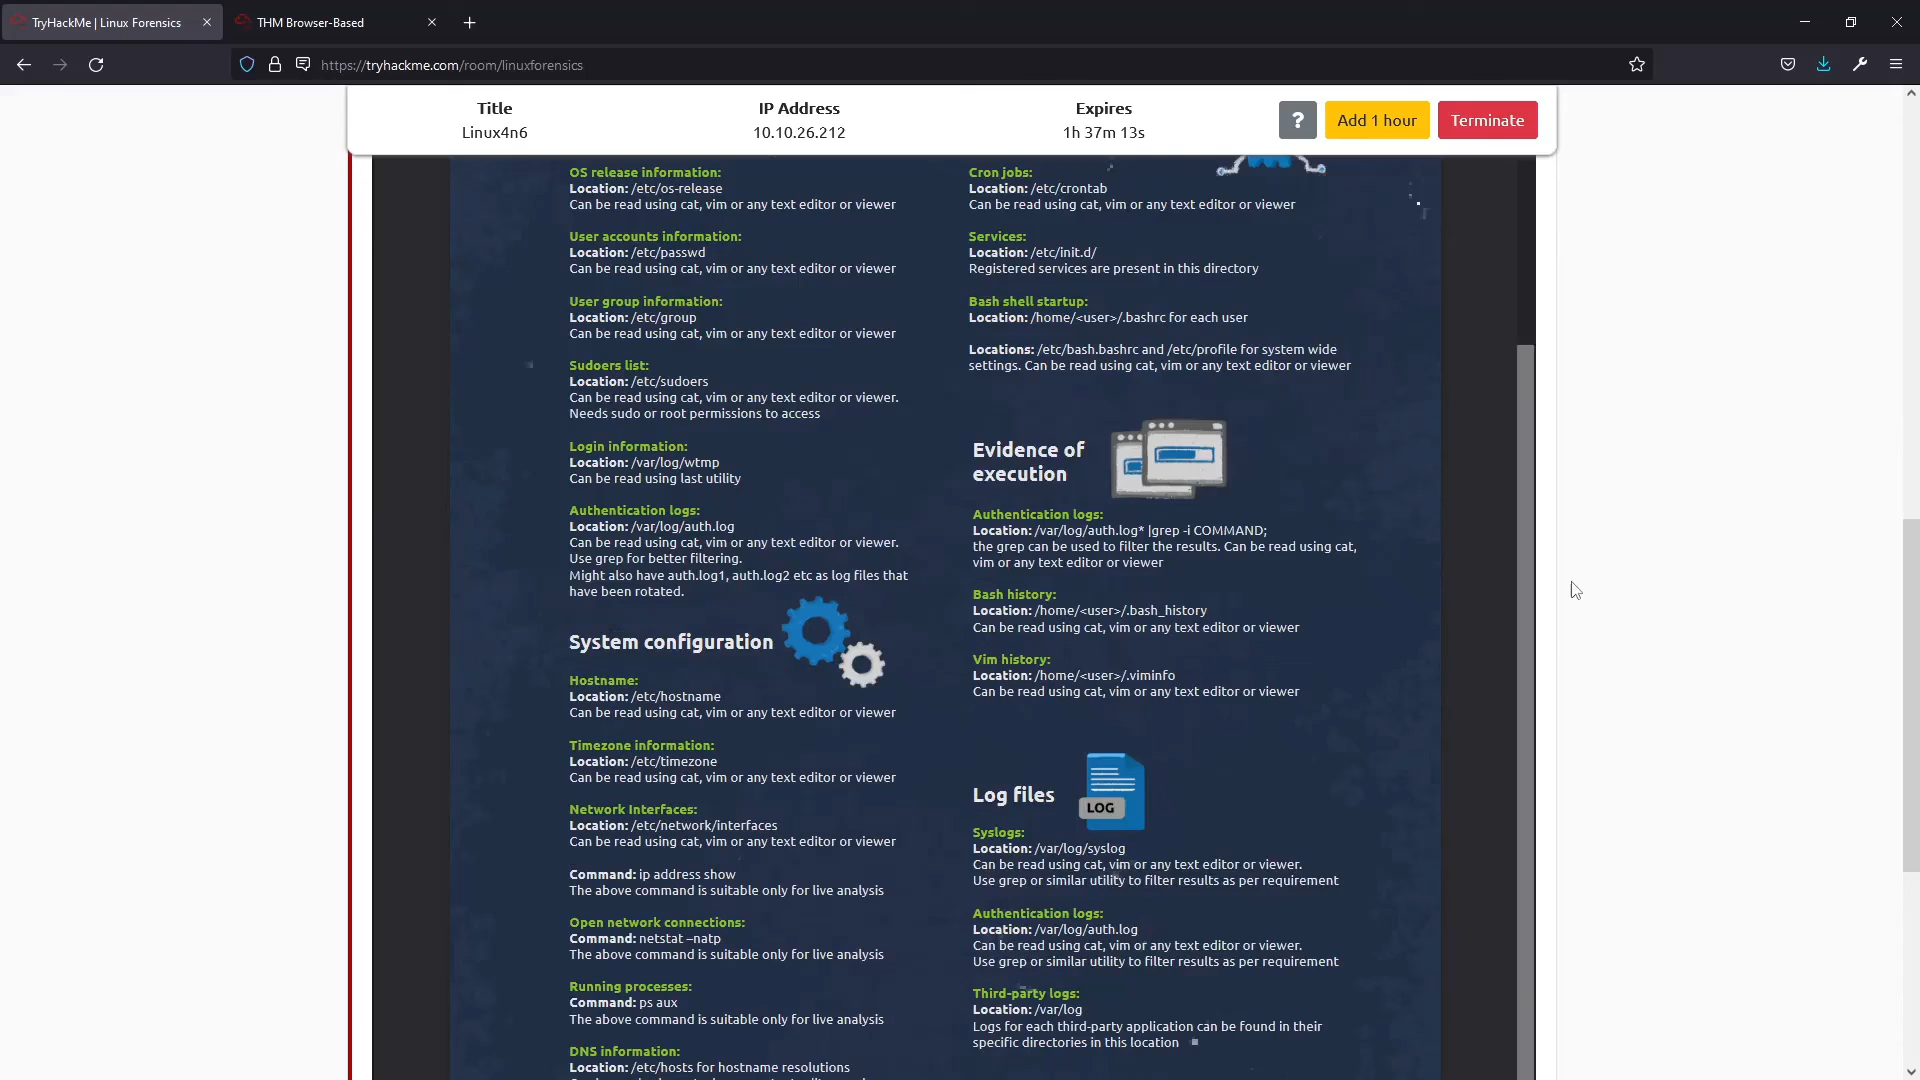 TryHackMe | Linux Forensics
THM Browser-Based
https://tryhackme.com/room/linuxforensics
Title
Linux4n6
IP Address
10.10.26.212
Expires
1h 37m 13s
?
Add 1 hour
Terminate
OS release information:
Location: /etc/os-release
Can be read using cat, vim or any text editor or viewer
User accounts information:
Location: /etc/passwd
Can be read using cat, vim or any text editor or viewer
User group information:
Location: /etc/group
Can be read using cat, vim or any text editor or viewer
Sudoers list:
Location: /etc/sudoers
Can be read using cat, vim or any text editor or viewer.
Needs sudo or root permissions to access
Login information:
Location: /var/log/wtmp
Can be read using last utility
Authentication logs:
Location: /var/log/auth.log
Can be read using cat, vim or any text editor or viewer.
Use grep for better filtering.
Might also have auth.log1, auth.log2 etc as log files that
have been rotated.
System configuration
Hostname:
Location: /etc/hostname
Can be read using cat, vim or any text editor or viewer
Timezone information:
Location: /etc/timezone
Can be read using cat, vim or any text editor or viewer
Network Interfaces:
Location: /etc/network/interfaces
Can be read using cat, vim or any text editor or viewer
Command: ip address show
The above command is suitable only for live analysis
Open network connections:
Command: netstat –natp
The above command is suitable only for live analysis
Running processes:
Command: ps aux
The above command is suitable only for live analysis
DNS information:
Location: /etc/hosts for hostname resolutions
Cron jobs:
Location: /etc/crontab
Can be read using cat, vim or any text editor or viewer
Services:
Location: /etc/init.d/
Registered services are present in this directory
Bash shell startup:
Location: /home/<user>/.bashrc for each user
Locations: /etc/bash.bashrc and /etc/profile for system wide
settings. Can be read using cat, vim or any text editor or viewer
Evidence of
execution
Authentication logs:
Location: /var/log/auth.log* |grep -i COMMAND;
the grep can be used to filter the results. Can be read using cat,
vim or any text editor or viewer
Bash history:
Location: /home/<user>/.bash_history
Can be read using cat, vim or any text editor or viewer
Vim history:
Location: /home/<user>/.viminfo
Can be read using cat, vim or any text editor or viewer
Log files
LOG
Syslogs:
Location: /var/log/syslog
Can be read using cat, vim or any text editor or viewer.
Use grep or similar utility to filter results as per requirement
Authentication logs:
Location: /var/log/auth.log
Can be read using cat, vim or any text editor or viewer.
Use grep or similar utility to filter results as per requirement
Third-party logs:
Location: /var/log
Logs for each third-party application can be found in their
specific directories in this location